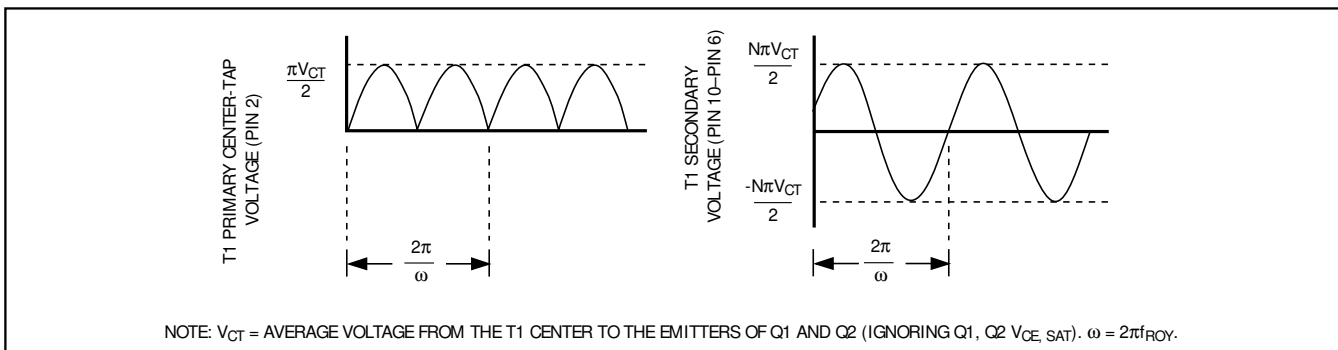 T1 PRIMARY CENTER-TAP
VOLTAGE (PIN 2)
πV_CT
2
2π
ω
T1 SECONDARY
VOLTAGE (PIN 10–PIN 6)
NπV_CT
2
-NπV_CT
2
2π
ω
NOTE: V_CT = AVERAGE VOLTAGE FROM THE T1 CENTER TO THE EMITTERS OF Q1 AND Q2 (IGNORING Q1, Q2 V_CE, SAT). ω = 2πf_ROY.